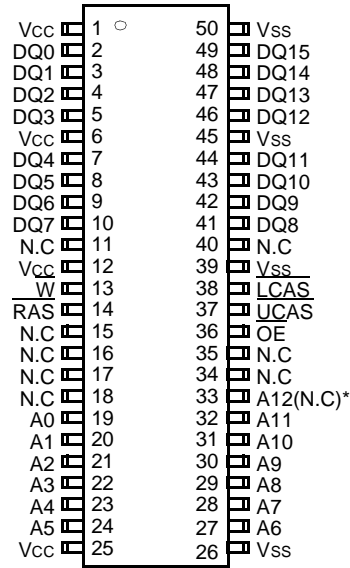 Vcc 1 50 Vss
DQ0 2 49 DQ15
DQ1 3 48 DQ14
DQ2 4 47 DQ13
DQ3 5 46 DQ12
Vcc 6 45 Vss
DQ4 7 44 DQ11
DQ5 8 43 DQ10
DQ6 9 42 DQ9
DQ7 10 41 DQ8
N.C 11 40 N.C
Vcc 12 39 Vss
W 13 38 LCAS
RAS 14 37 UCAS
N.C 15 36 OE
N.C 16 35 N.C
N.C 17 34 N.C
N.C 18 33 A12(N.C)*
A0 19 32 A11
A1 20 31 A10
A2 21 30 A9
A3 22 29 A8
A4 23 28 A7
A5 24 27 A6
Vcc 25 26 Vss